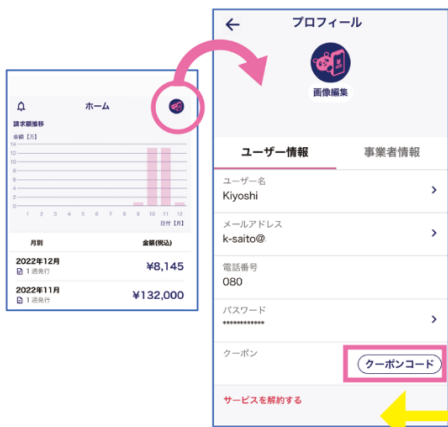 ホーム
請求額推移
金額 [万]
14
12
10
8
6
4
2
0
1 2 3 4 5 6 7 8 9 10 11 12
日付 [月]
月別 金額(税込)
2022年12月 ¥8,145
1 通発行
2022年11月 ¥132,000
1 通発行
プロフィール
画像編集
ユーザー情報 事業者情報
ユーザー名
Kiyoshi
メールアドレス
k-saito@
電話番号
080
パスワード
************
クーポン
クーポンコード
サービスを解約する